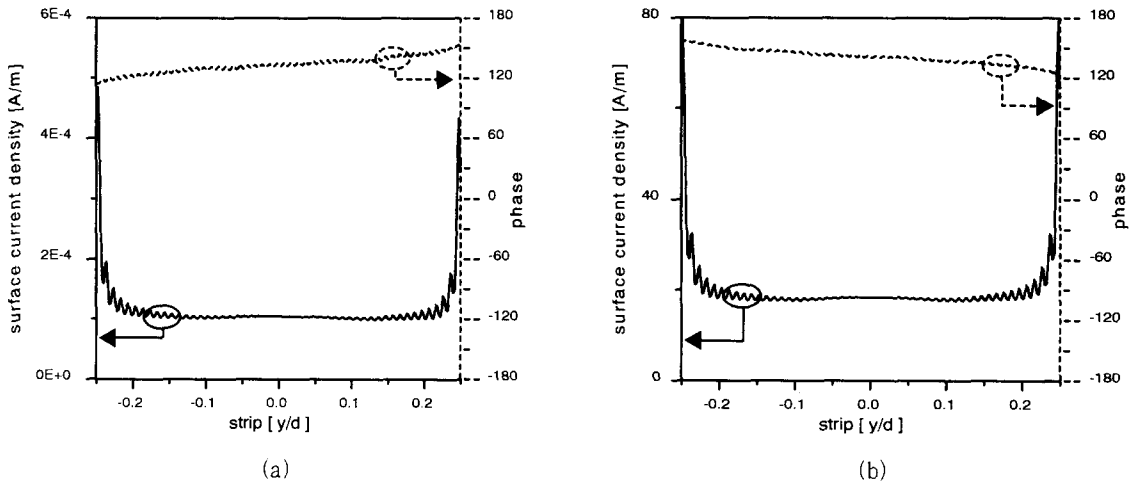 6E-4
4E-4
2E-4
0E+0
surface current density [A/m]
180
120
60
0
-60
-120
-180
phase
-0.2
-0.1
0.0
0.1
0.2
strip [ y/d ]
(a)
80
40
0
surface current density [A/m]
180
120
60
0
-60
-120
-180
phase
-0.2
-0.1
0.0
0.1
0.2
strip [ y/d ]
(b)